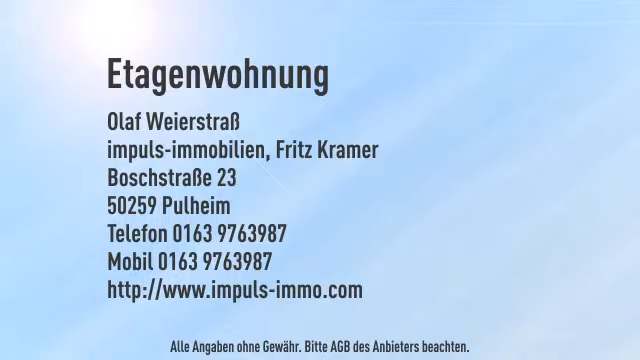 Etagenwohnung
Olaf Weierstraß
impuls-immobilien, Fritz Kramer
Boschstraße 23
50259 Pulheim
Telefon 0163 9763987
Mobil 0163 9763987
http://www.impuls-immo.com
Alle Angaben ohne Gewähr. Bitte AGB des Anbieters beachten.